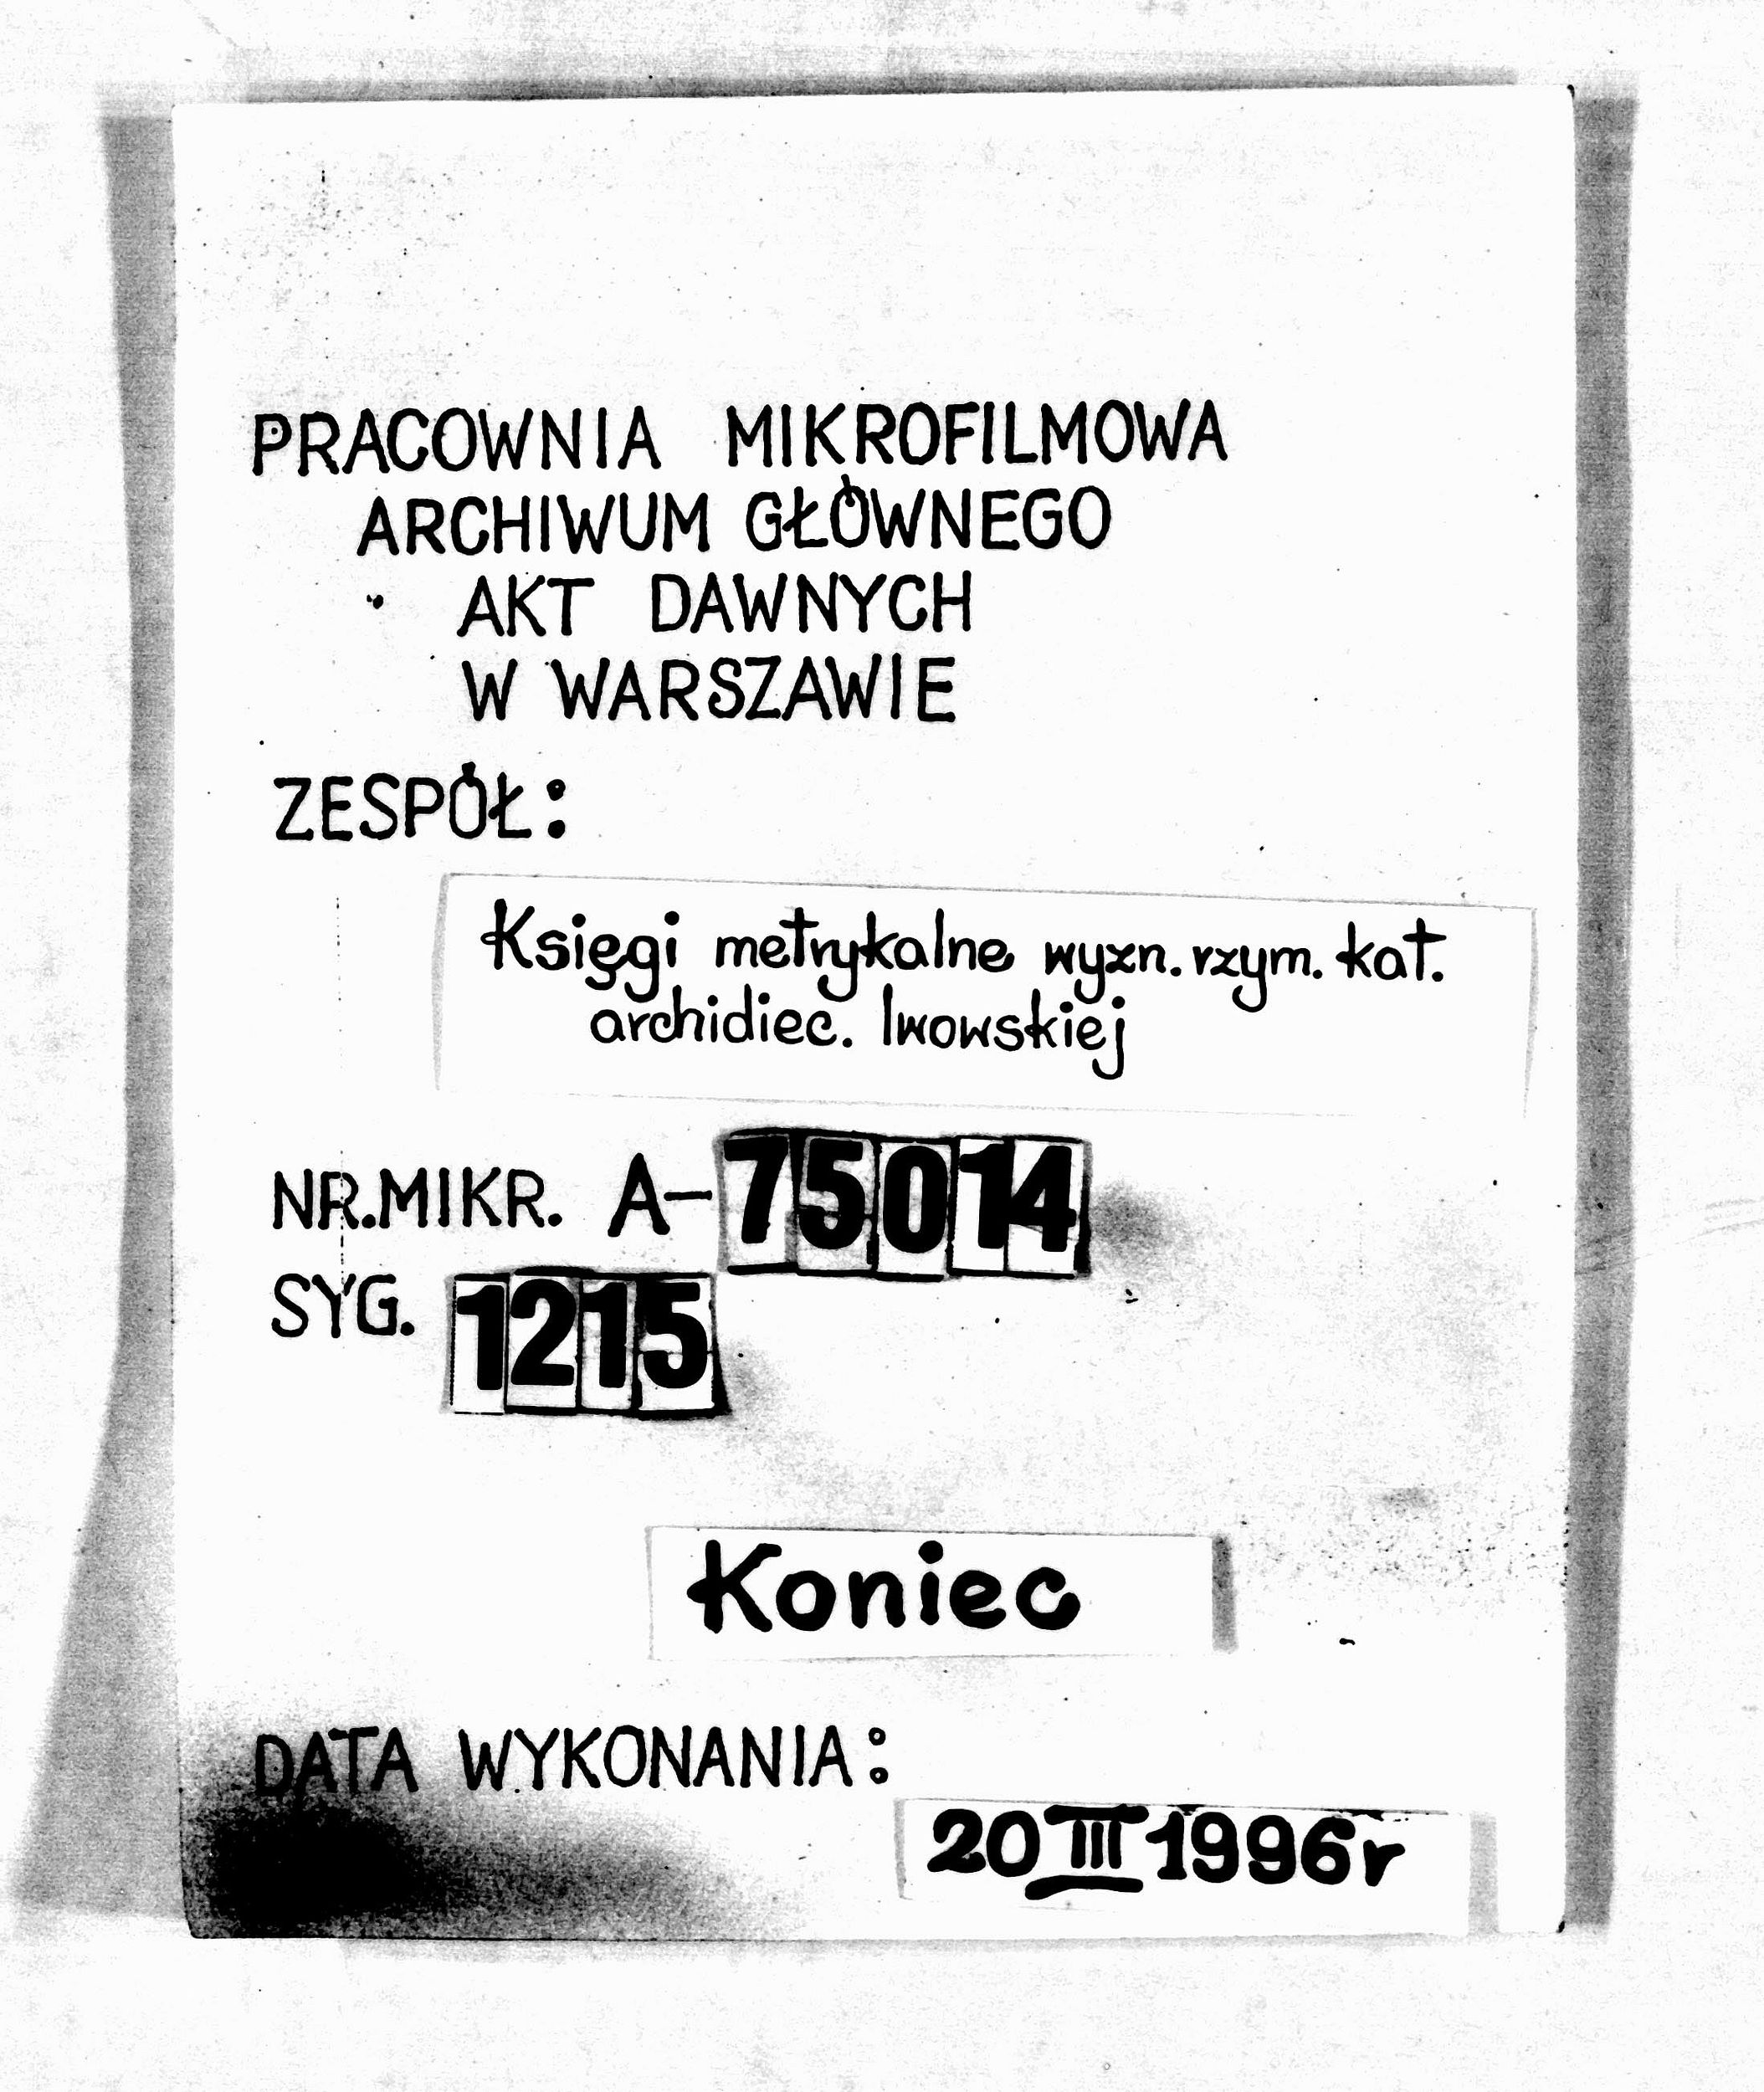 PRACOWNIA MIKROFILMOWA
ARCHIWUM GŁÓWNEGO
AKT DAWNYCH
W WARSZAWIE
ZESPÓŁ:
Księgi metrykalne wyzn. rzym. kat.
archidiec. lwowskiej
NR. MIKR. A-75014
SYG. 1215
Koniec
DATA WYKONANIA:
20 III 1996r